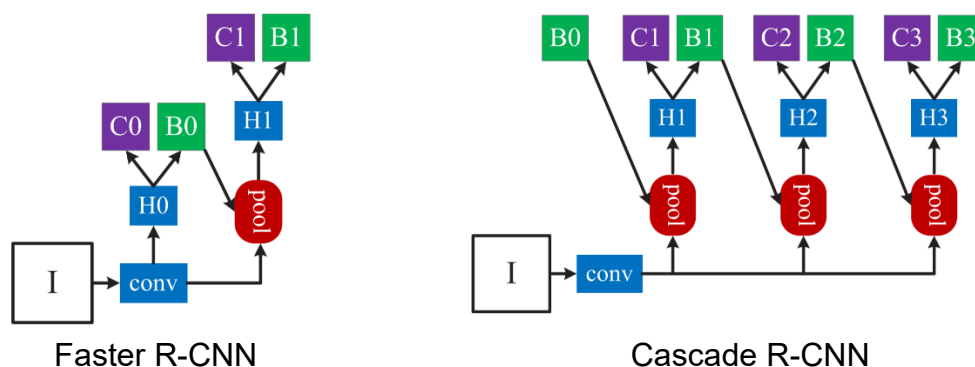 C1 B1
C0 B0
H1
H0
pool
I
conv
Faster R-CNN
B0 C1 B1 C2 B2 C3 B3
H1 H2 H3
pool pool pool
I
conv
Cascade R-CNN